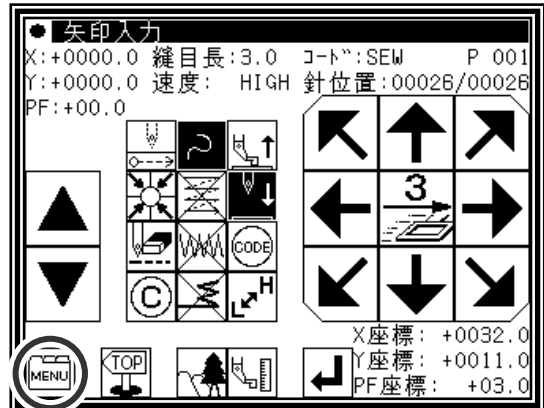 ● 矢印入力
X:+0000.0 縫目長:3.0 コード:SEW P 001
Y:+0000.0 速度: HIGH 針位置:00026/00026
PF:+00.0
3
CODE
C
L H
X座標: +0032.0
Y座標: +0011.0
PF座標: +03.0
MENU
TOP